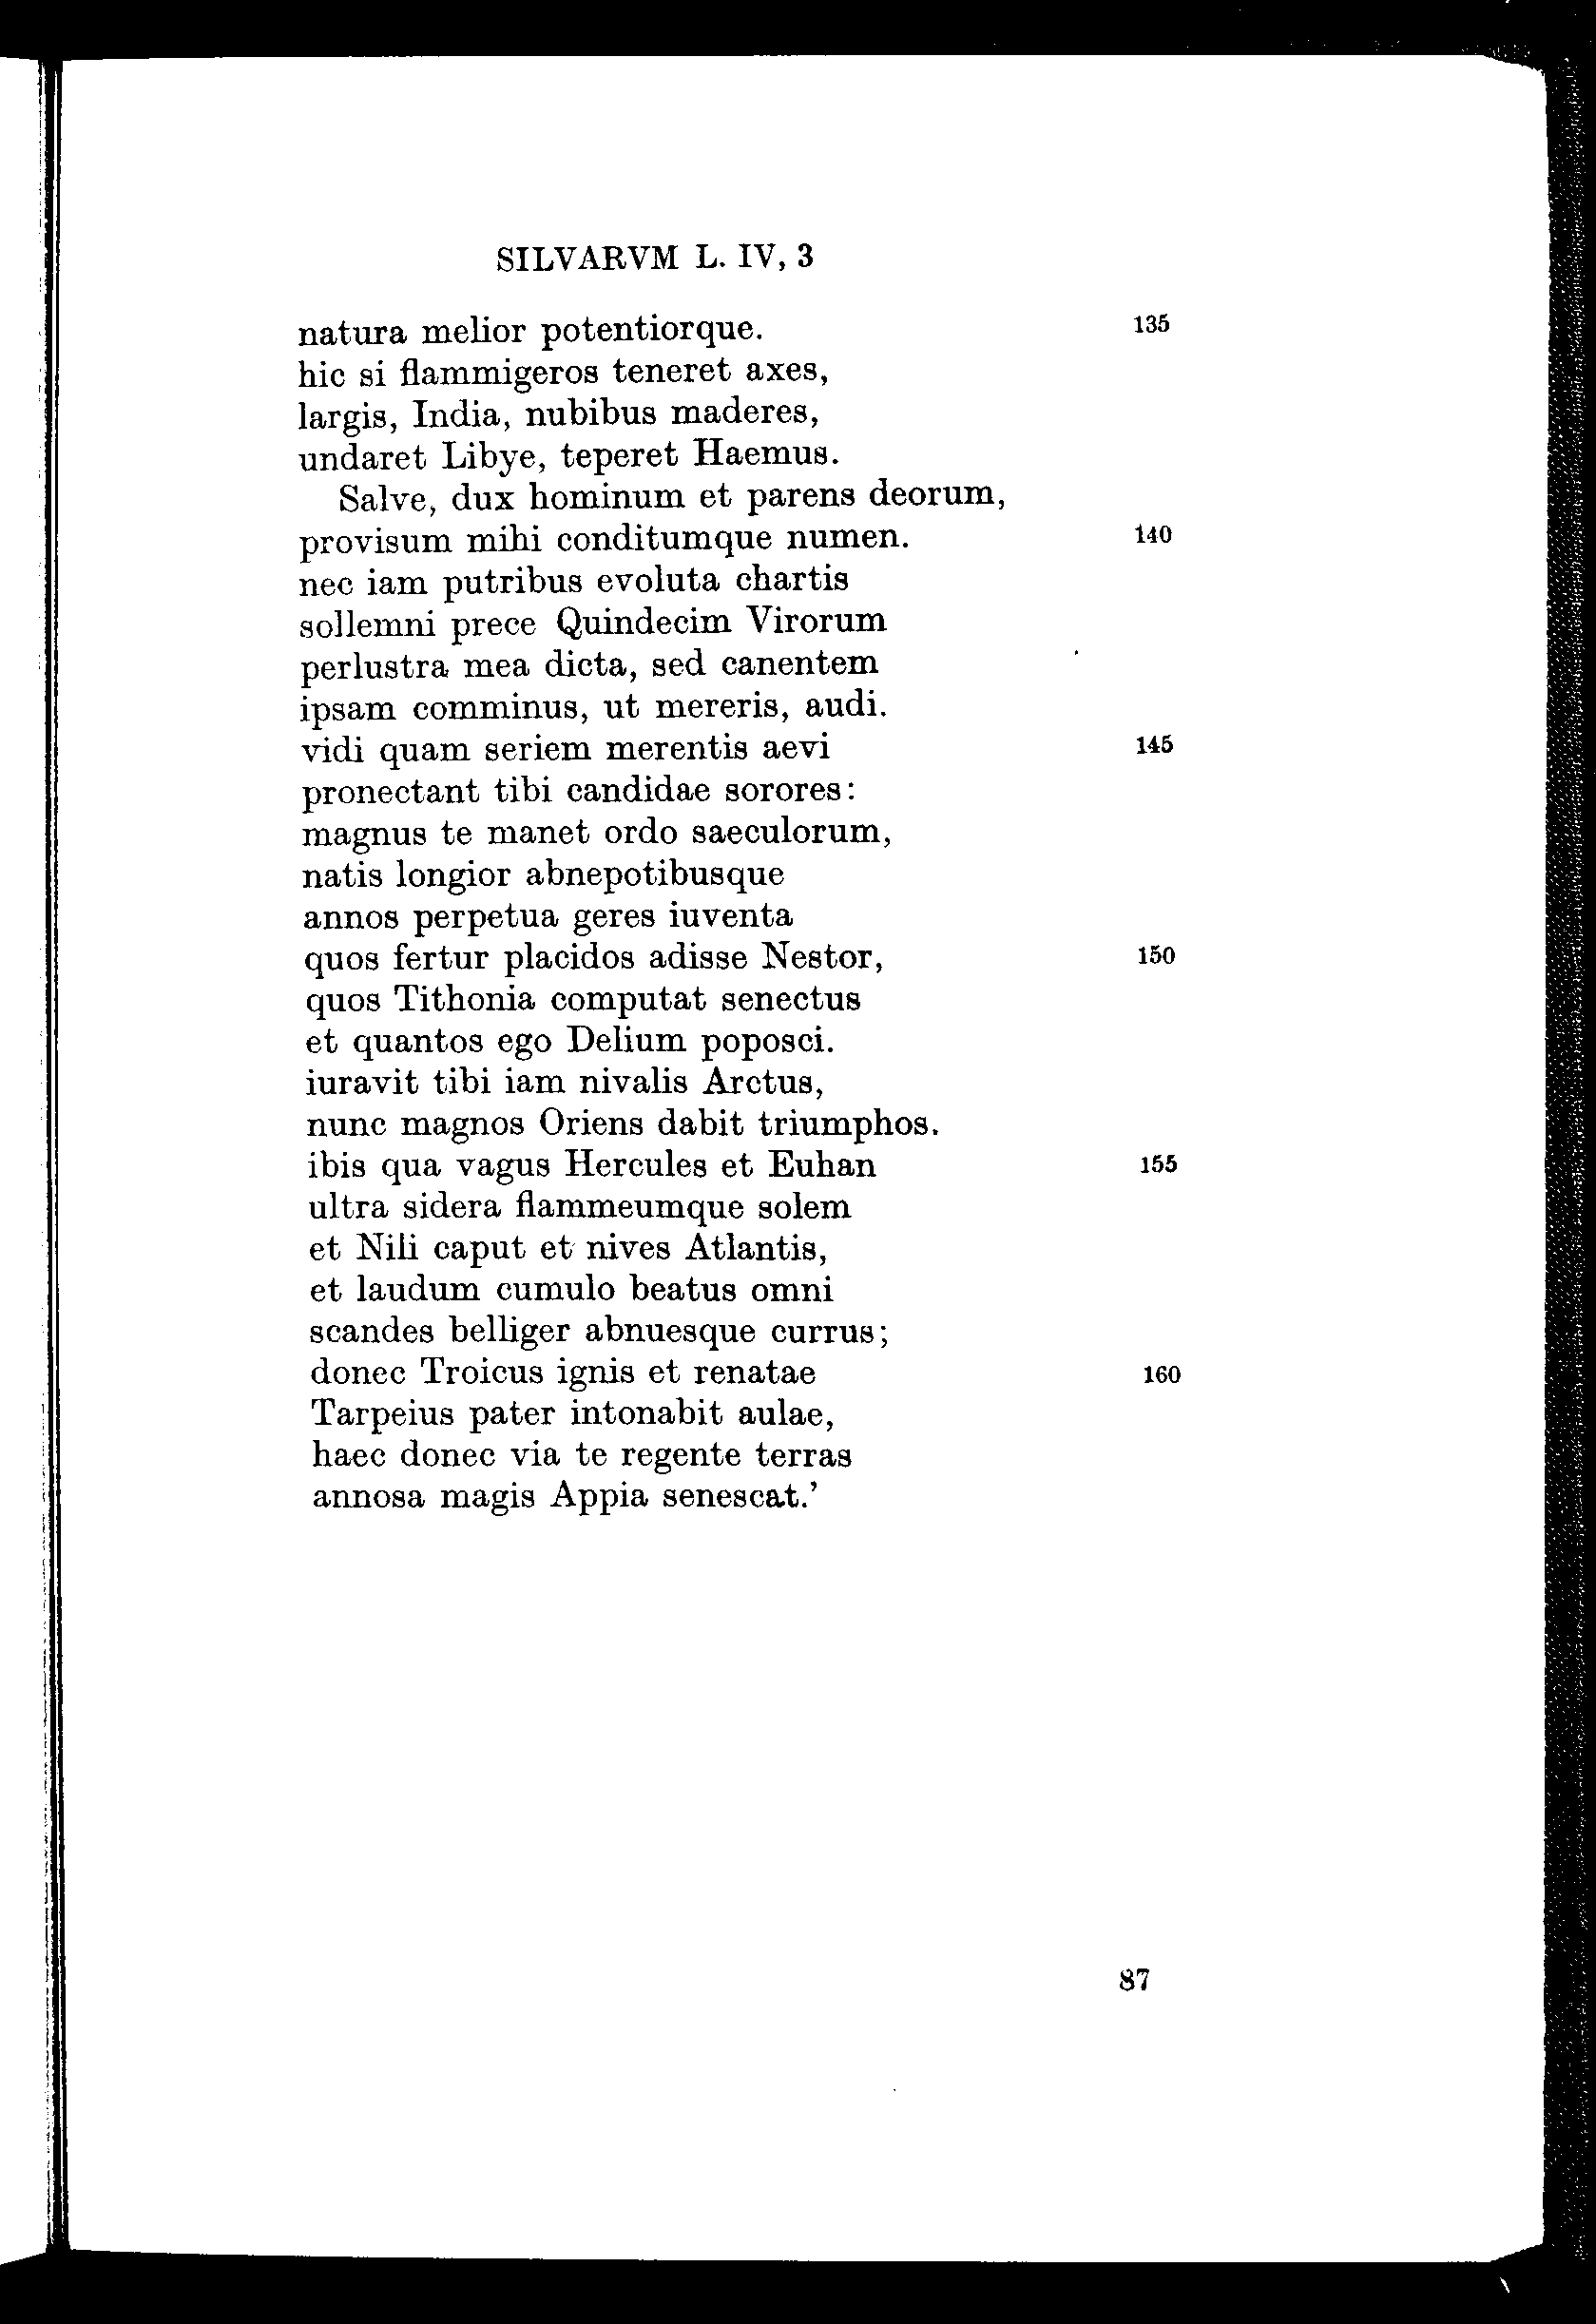 SILVARVM L. IV, 3
natura melior potentiorque. 135
hic si flammigeros teneret axes,
largis, India, nubibus maderes,
undaret Libye, teperet Haemus.
Salve, dux hominum et parens deorum,
provisum mihi conditumque numen. 140
nec iam putribus evoluta chartis
sollemni prece Quindecim Virorum
perlustra mea dicta, sed canentem
ipsam comminus, ut mereris, audi.
vidi quam seriem merentis aevi 145
pronectant tibi candidae sorores:
magnus te manet ordo saeculorum,
natis longior abnepotibusque
annos perpetua geres iuventa
quos fertur placidos adisse Nestor, 150
quos Tithonia computat senectus
et quantos ego Delium poposci.
iuravit tibi iam nivalis Arctus,
nunc magnos Oriens dabit triumphos.
ibis qua vagus Hercules et Euhan 155
ultra sidera flammeumque solem
et Nili caput et nives Atlantis,
et laudum cumulo beatus omni
scandes belliger abnuesque currus;
donec Troicus ignis et renatae 160
Tarpeius pater intonabit aulae,
haec donec via te regente terras
annosa magis Appia senescat.’
87